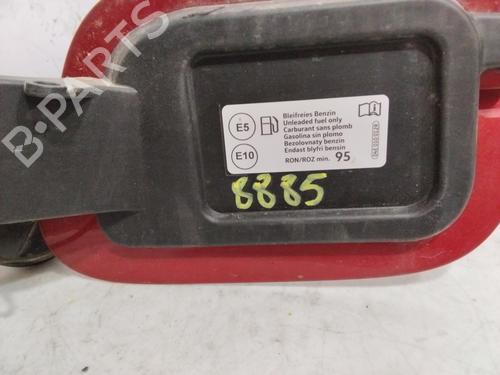 E5
E10
Bleifreies Benzin
Unleaded fuel only
Carburant sans plomb
Gasolina sin plomo
Bezolovnaty benzin
Endast blyfri bensin
RON/ROZ min. 95
8885
B-PARTS